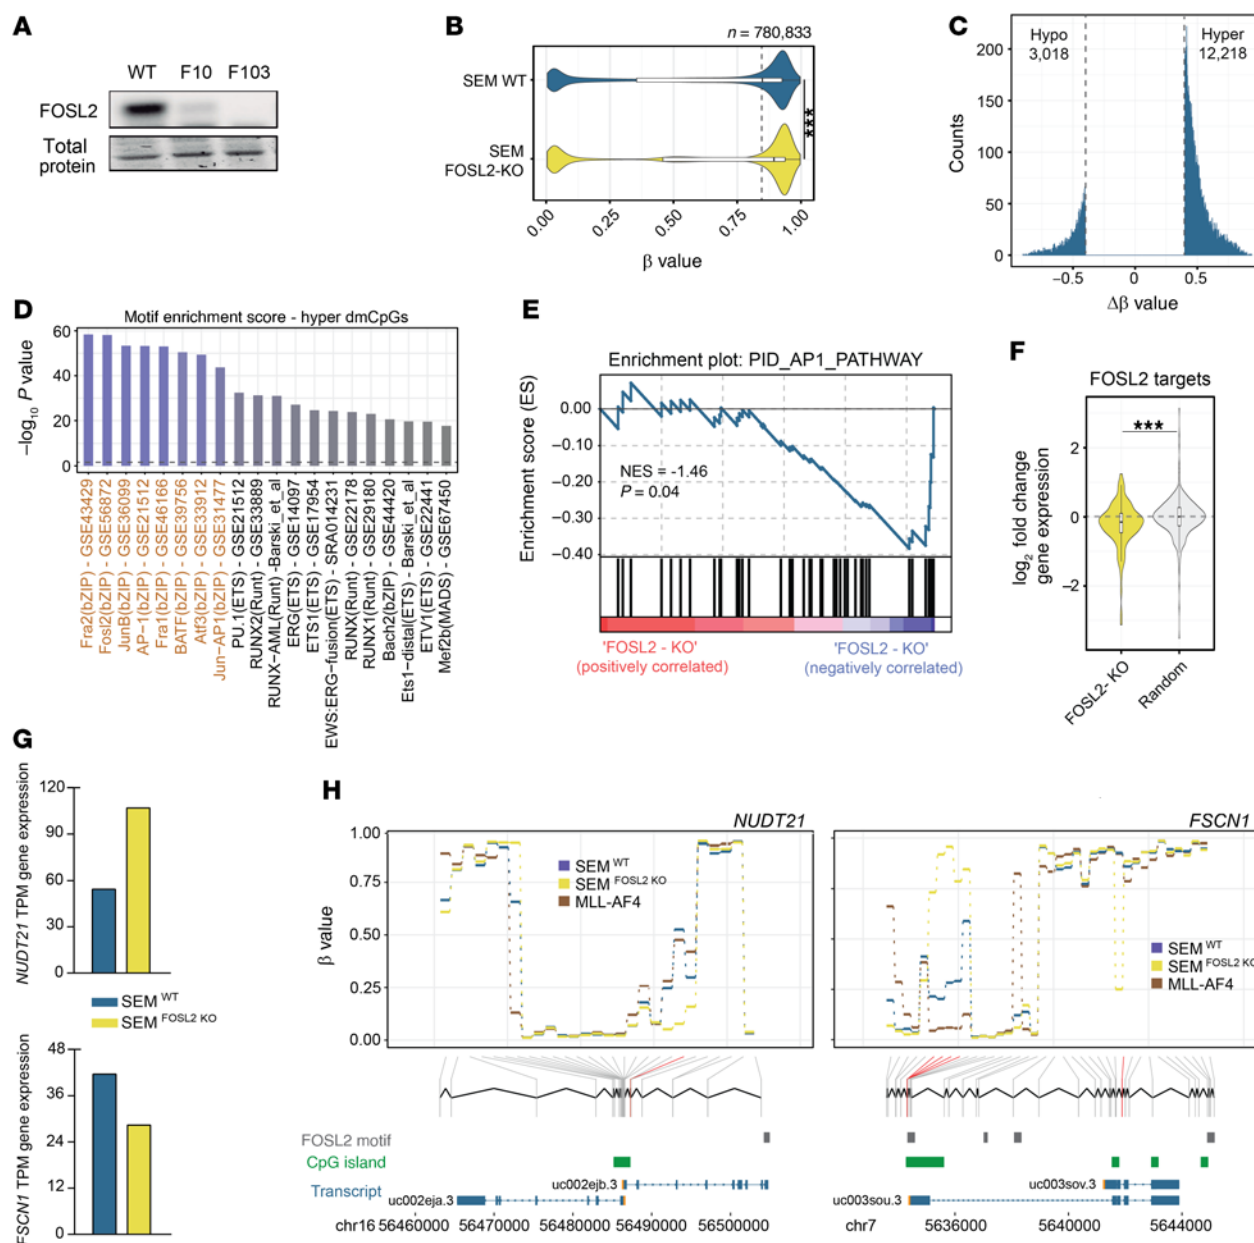 A
WT F10 F103
FOSL2
Total
protein
B
n = 780,833
SEM WT
SEM
FOSL2-KO
***
0.00 0.25 0.50 0.75 1.00
β value
C
Counts
200
150
100
50
0
Hypo
3,018
Hyper
12,218
−0.5 0 0.5
Δβ value
D
Motif enrichment score - hyper dmCpGs
−log10 P value
60
40
20
0
Fra2(bZIP) - GSE43429
Fosl2(bZIP) - GSE56872
JunB(bZIP) - GSE36099
AP-1(bZIP) - GSE21512
Fra1(bZIP) - GSE46166
BATF(bZIP) - GSE39756
Atf3(bZIP) - GSE33912
Jun-AP1(bZIP) - GSE31477
PU.1(ETS) - GSE21512
RUNX2(Runt) - GSE33889
RUNX-AML(Runt) -Barski_et_al
ERG(ETS) - GSE14097
ETS1(ETS) - GSE17954
EWS:ERG-fusion(ETS) - SRA014231
RUNX(Runt) - GSE22178
RUNX1(Runt) - GSE29180
Bach2(bZIP) - GSE44420
Ets1-distal(ETS) - Barski_et_al
ETV1(ETS) - GSE22441
Mef2b(MADS) - GSE67450
E
Enrichment plot: PID_AP1_PATHWAY
Enrichment score (ES)
0.00
−0.10
−0.20
−0.30
−0.40
NES = -1.46
P = 0.04
'FOSL2 - KO'
(positively correlated)
'FOSL2 - KO'
(negatively correlated)
F
FOSL2 targets
***
log2 fold change
gene expression
2
0
−2
FOSL2- KO
Random
G
NUDT21 TPM gene expression
120
90
60
30
0
SEM WT
SEM FOSL2 KO
FSCN1 TPM gene expression
48
36
24
12
0
H
NUDT21
FSCN1
β value
1.00
0.75
0.50
0.25
0.00
SEM WT
SEM FOSL2 KO
MLL-AF4
SEM WT
SEM FOSL2 KO
MLL-AF4
FOSL2 motif
CpG island
Transcript
uc002ejb.3
uc002eja.3
uc003sov.3
uc003sou.3
chr16 56460000 56470000 56480000 56490000 56500000
chr7 5636000 5640000 5644000